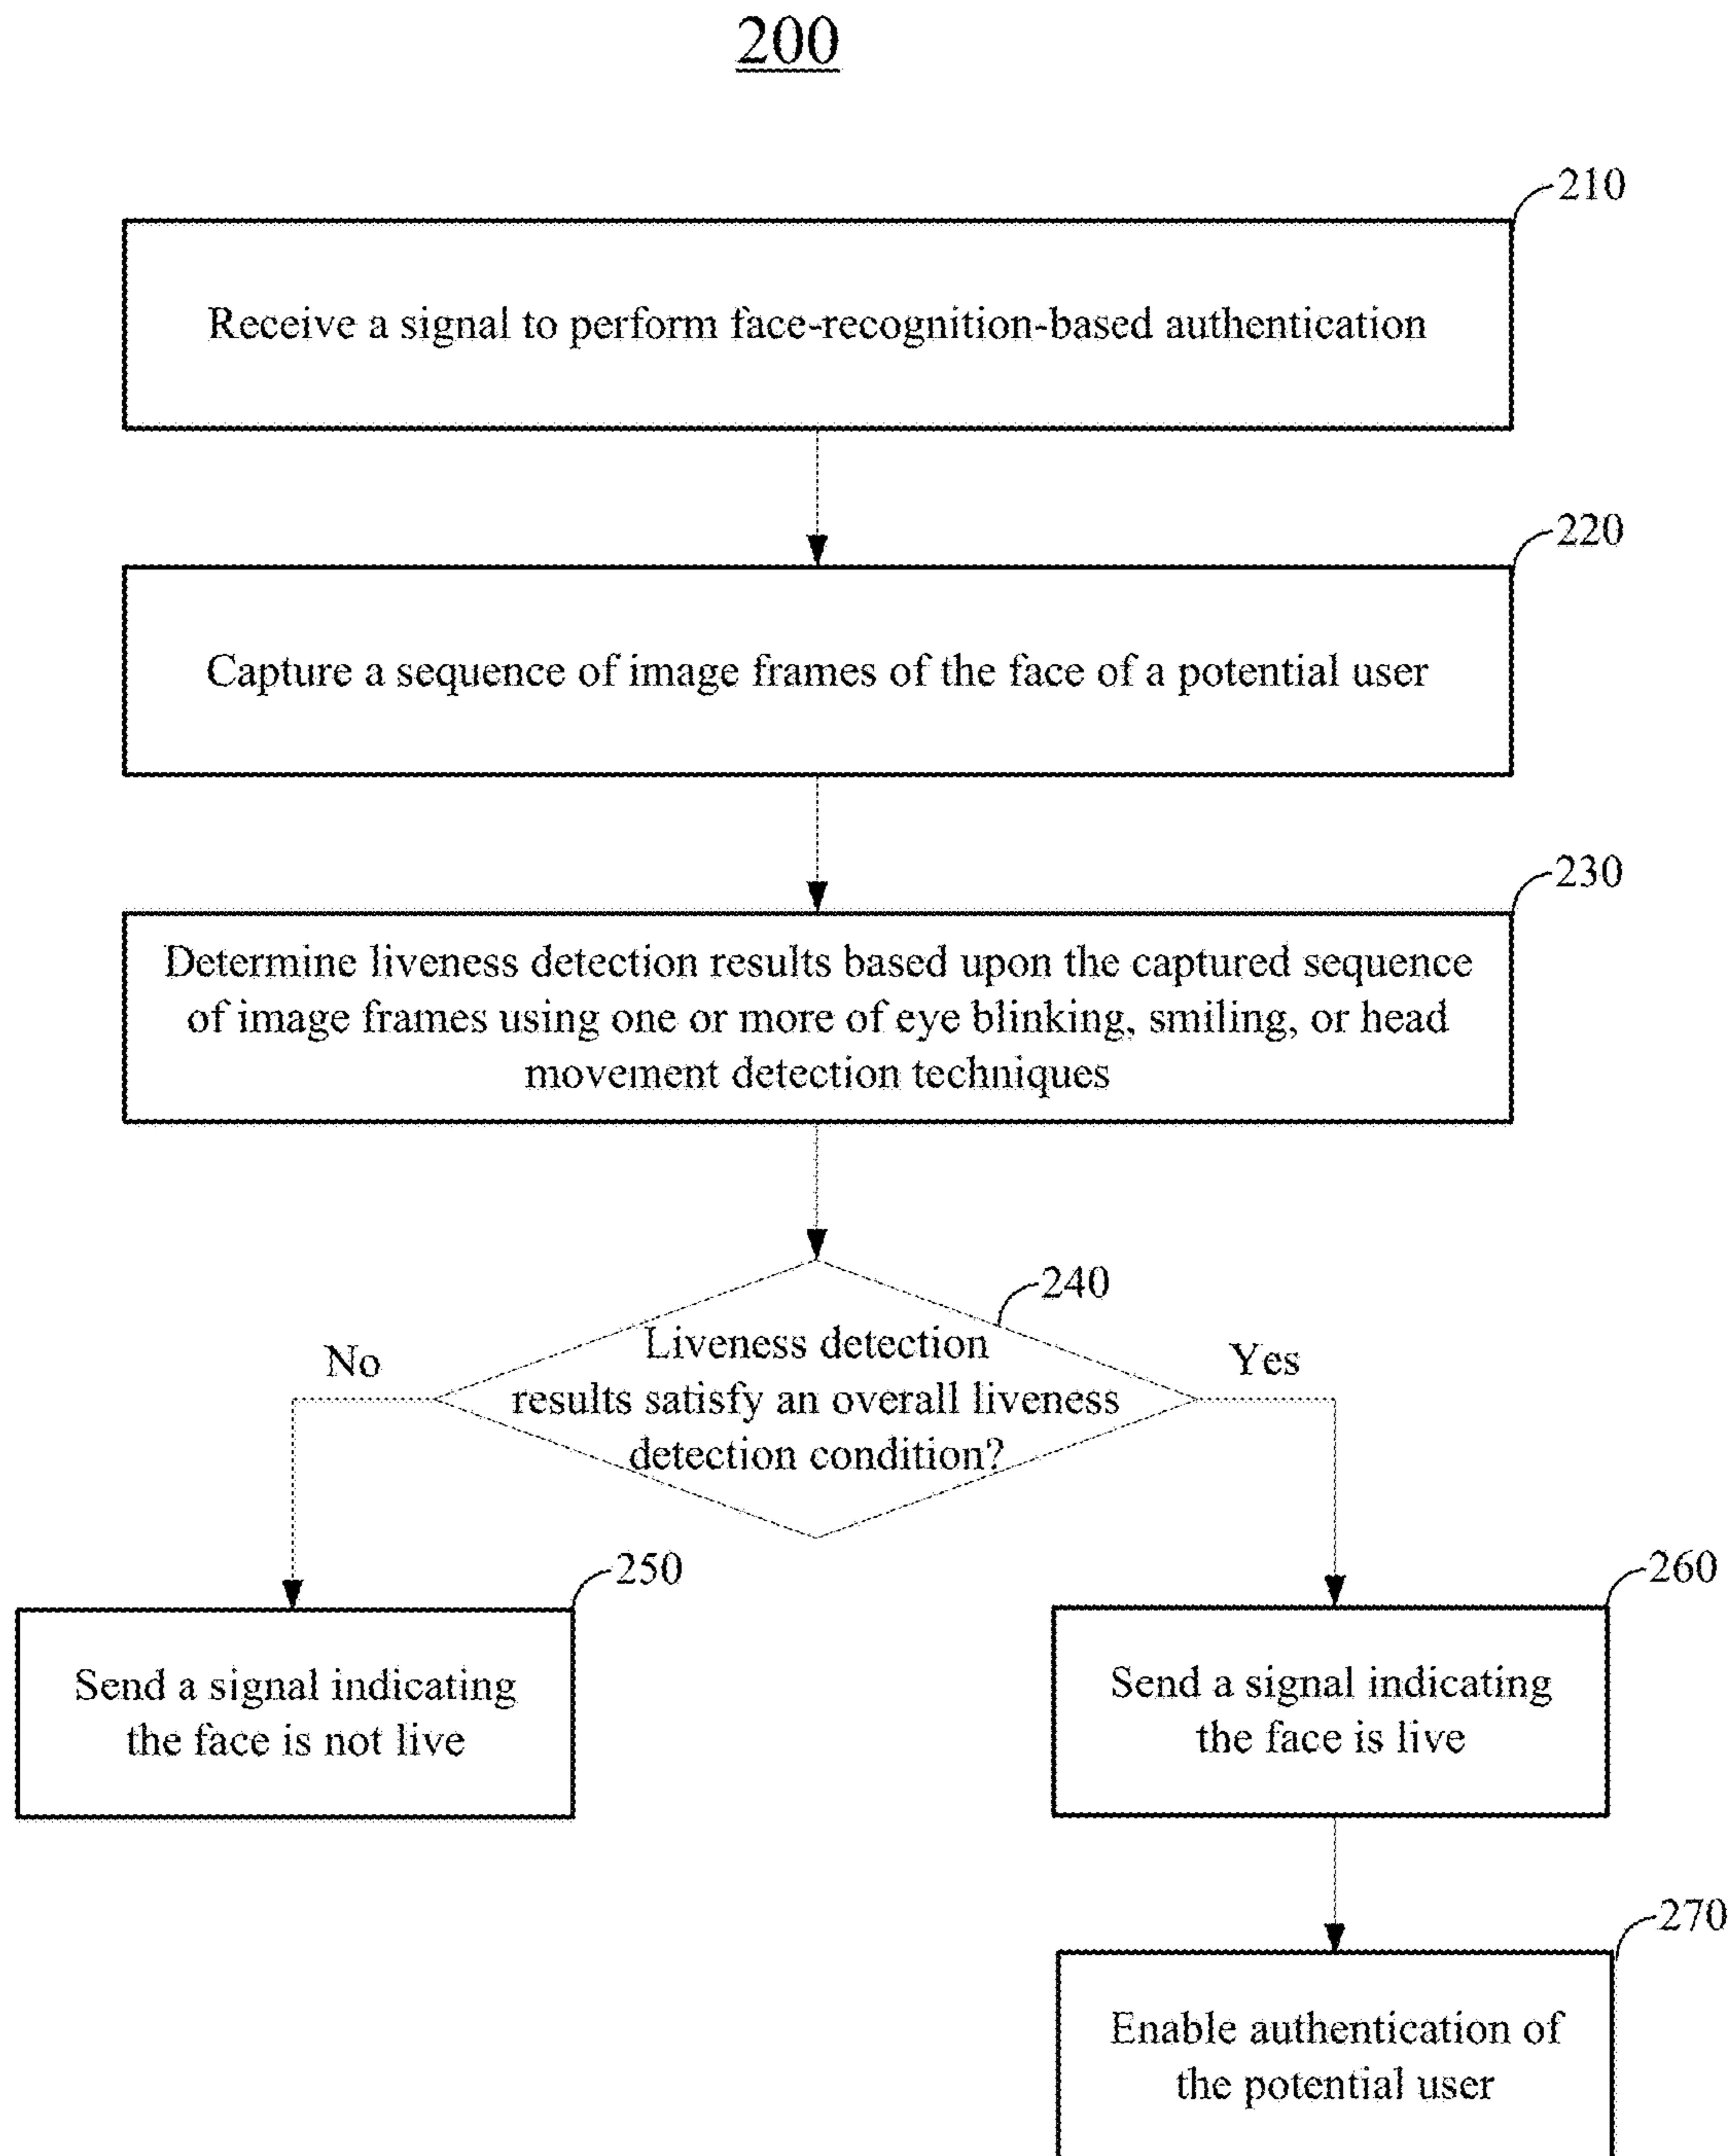 200
210
Receive a signal to perform face-recognition-based authentication
220
Capture a sequence of image frames of the face of a potential user
230
Determine liveness detection results based upon the captured sequence
of image frames using one or more of eye blinking, smiling, or head
movement detection techniques
240
Liveness detection
results satisfy an overall liveness
detection condition?
No
Yes
250
Send a signal indicating
the face is not live
260
Send a signal indicating
the face is live
270
Enable authentication of
the potential user